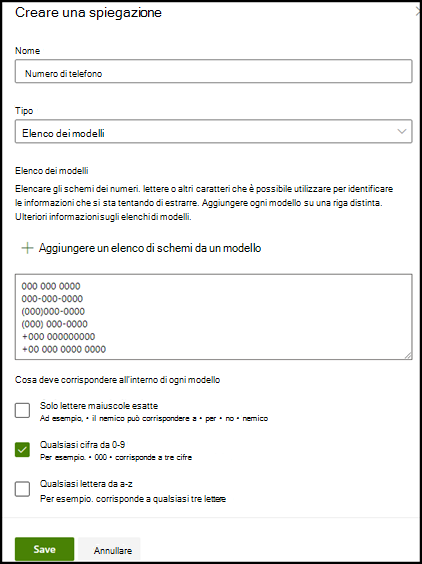 Creare una spiegazione
Nome
Numero di telefono
Tipo
Elenco dei modelli
Elenco dei modelli
Elencare gli schemi dei numeri. lettere o altri caratteri che è possibile utilizzare per identificare
le informazioni che si sta tentando di estrarre. Aggiungere ogni modello su una riga distinta.
Ulteriori informazioni sugli elenchi di modelli.
+ Aggiungere un elenco di schemi da un modello
000 000 0000
000-000-0000
(000)000-0000
(000) 000-0000
+000 000000000
+00 000 0000 0000
Cosa deve corrispondere all'interno di ogni modello
Solo lettere maiuscole esatte
Ad esempio, • il nemico può corrispondere a • per • no • nemico
Qualsiasi cifra da 0-9
Per esempio. • 000 • corrisponde a tre cifre
Qualsiasi lettera da a-z
Per esempio. corrisponde a qualsiasi tre lettere
Save Annullare